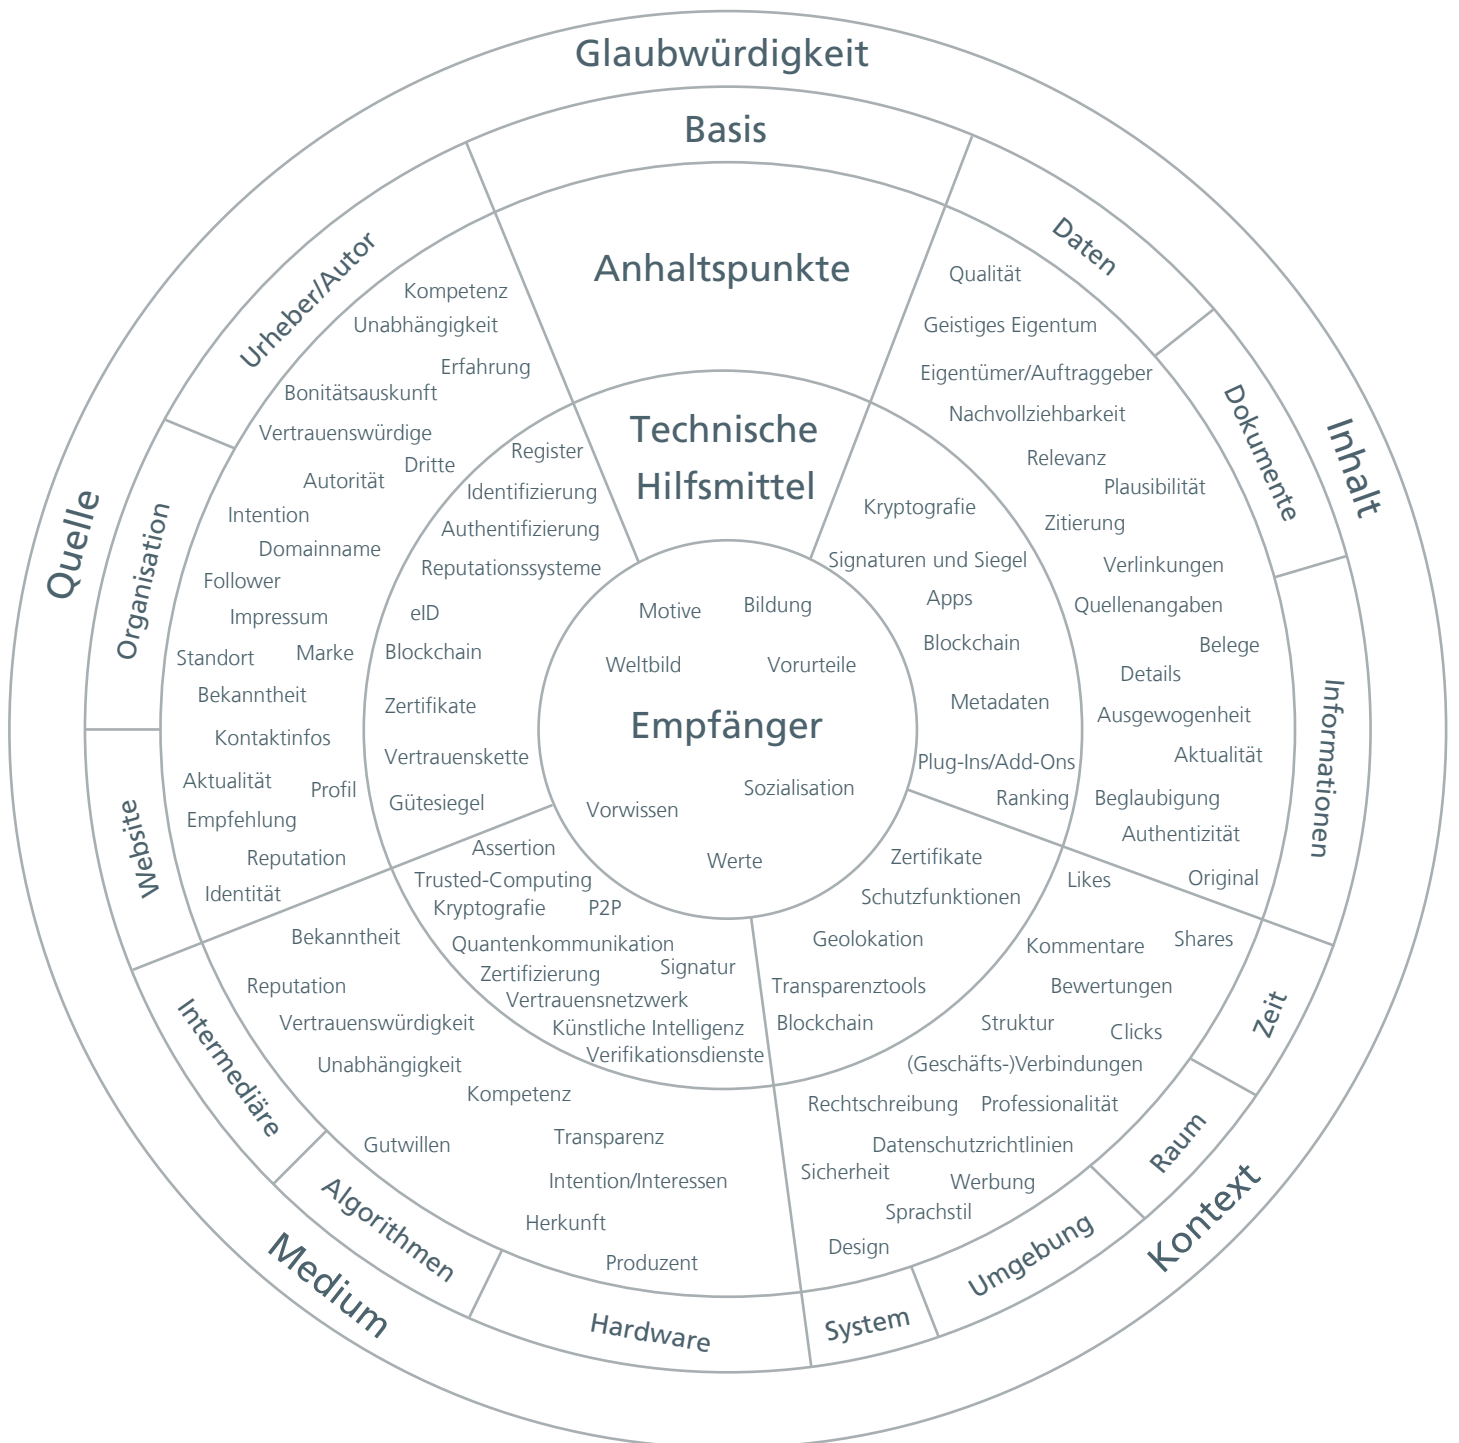 Glaubwürdigkeit
Basis
Anhaltspunkte
Technische
Hilfsmittel
Empfänger
Motive
Bildung
Weltbild
Vorurteile
Sozialisation
Vorwissen
Werte
Quelle
Urheber/Autor
Organisation
Website
Kompetenz
Unabhängigkeit
Erfahrung
Bonitätsauskunft
Vertrauenswürdige
Dritte
Autorität
Intention
Domainname
Follower
Impressum
Standort
Marke
Bekanntheit
Kontaktinfos
Aktualität
Profil
Empfehlung
Reputation
Identität
Register
Identifizierung
Authentifizierung
Reputationssysteme
eID
Blockchain
Zertifikate
Vertrauenskette
Gütesiegel
Inhalt
Daten
Dokumente
Informationen
Qualität
Geistiges Eigentum
Eigentümer/Auftraggeber
Nachvollziehbarkeit
Relevanz
Plausibilität
Zitierung
Verlinkungen
Quellenangaben
Belege
Details
Ausgewogenheit
Aktualität
Beglaubigung
Authentizität
Original
Kryptografie
Signaturen und Siegel
Apps
Blockchain
Metadaten
Plug-Ins/Add-Ons
Ranking
Kontext
Zeit
Raum
Umgebung
System
Likes
Kommentare
Shares
Bewertungen
Struktur
Clicks
(Geschäfts-)Verbindungen
Rechtschreibung
Professionalität
Datenschutzrichtlinien
Sicherheit
Werbung
Sprachstil
Design
Zertifikate
Schutzfunktionen
Geolokation
Transparenztools
Blockchain
Medium
Intermediäre
Algorithmen
Hardware
Bekanntheit
Reputation
Vertrauenswürdigkeit
Unabhängigkeit
Kompetenz
Gutwillen
Transparenz
Intention/Interessen
Herkunft
Produzent
Assertion
Trusted-Computing
Kryptografie
P2P
Quantenkommunikation
Signatur
Zertifizierung
Vertrauensnetzwerk
Künstliche Intelligenz
Verifikationsdienste